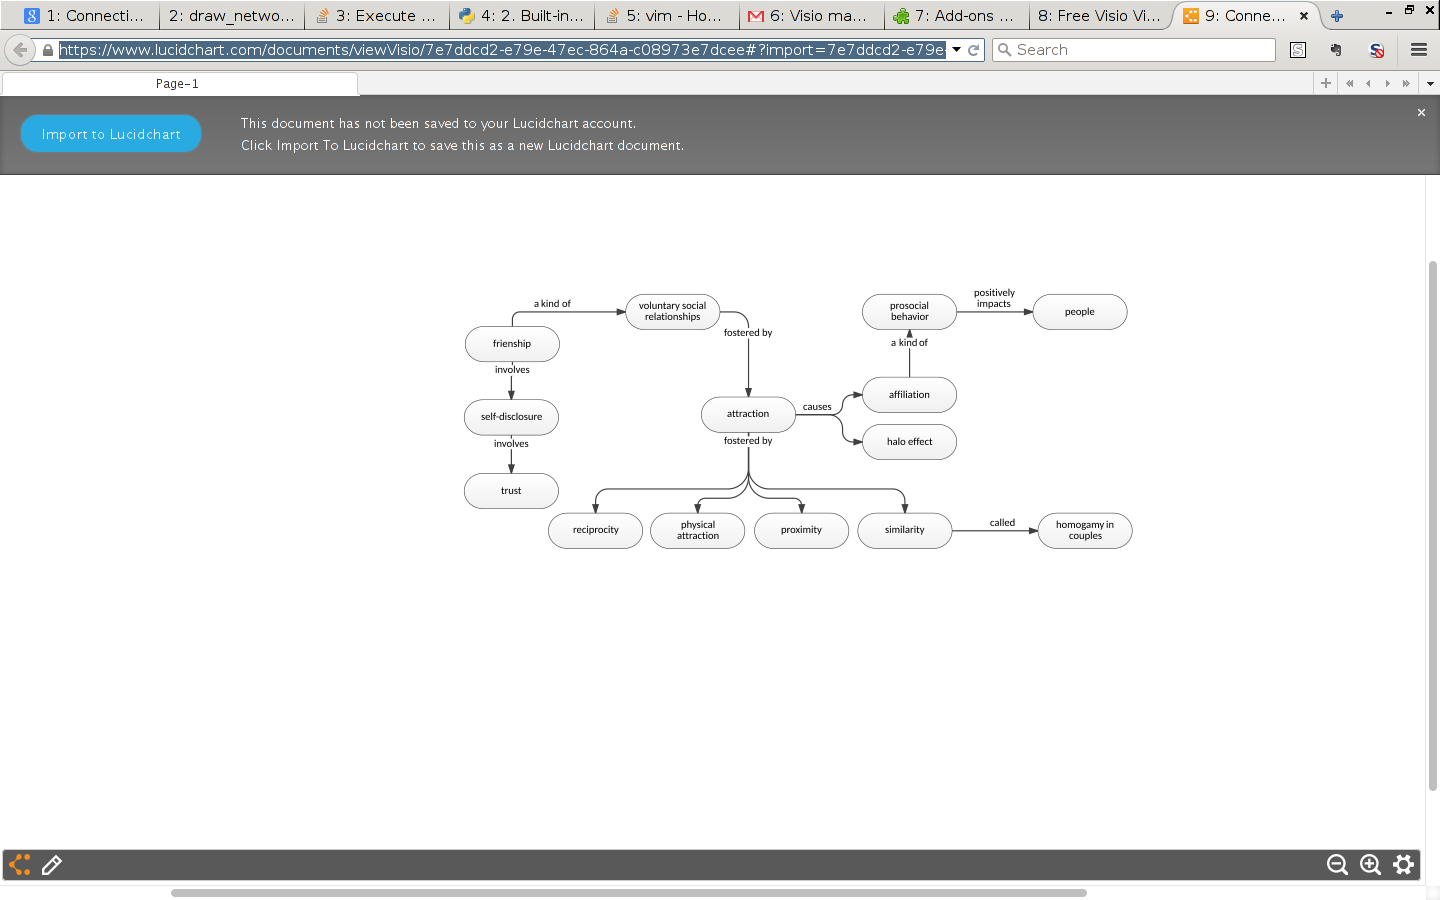 1: Connecti...
2: draw_netwo...
3: Execute ...
4: 2. Built-in...
5: vim - Ho...
6: Visio ma...
7: Add-ons ...
8: Free Visio Vi...
9: Conne...
https://www.lucidchart.com/documents/viewVisio/7e7ddcd2-e79e-47ec-864a-c08973e7dcee#?import=7e7ddcd2-e79e-
Search
Page-1
Import to Lucidchart
This document has not been saved to your Lucidchart account.
Click Import To Lucidchart to save this as a new Lucidchart document.
a kind of
voluntary social
relationships
fostered by
frienship
involves
self-disclosure
involves
trust
prosocial
behavior
positively
impacts
people
a kind of
affiliation
attraction
causes
halo effect
fostered by
reciprocity
physical
attraction
proximity
similarity
called
homogamy in
couples